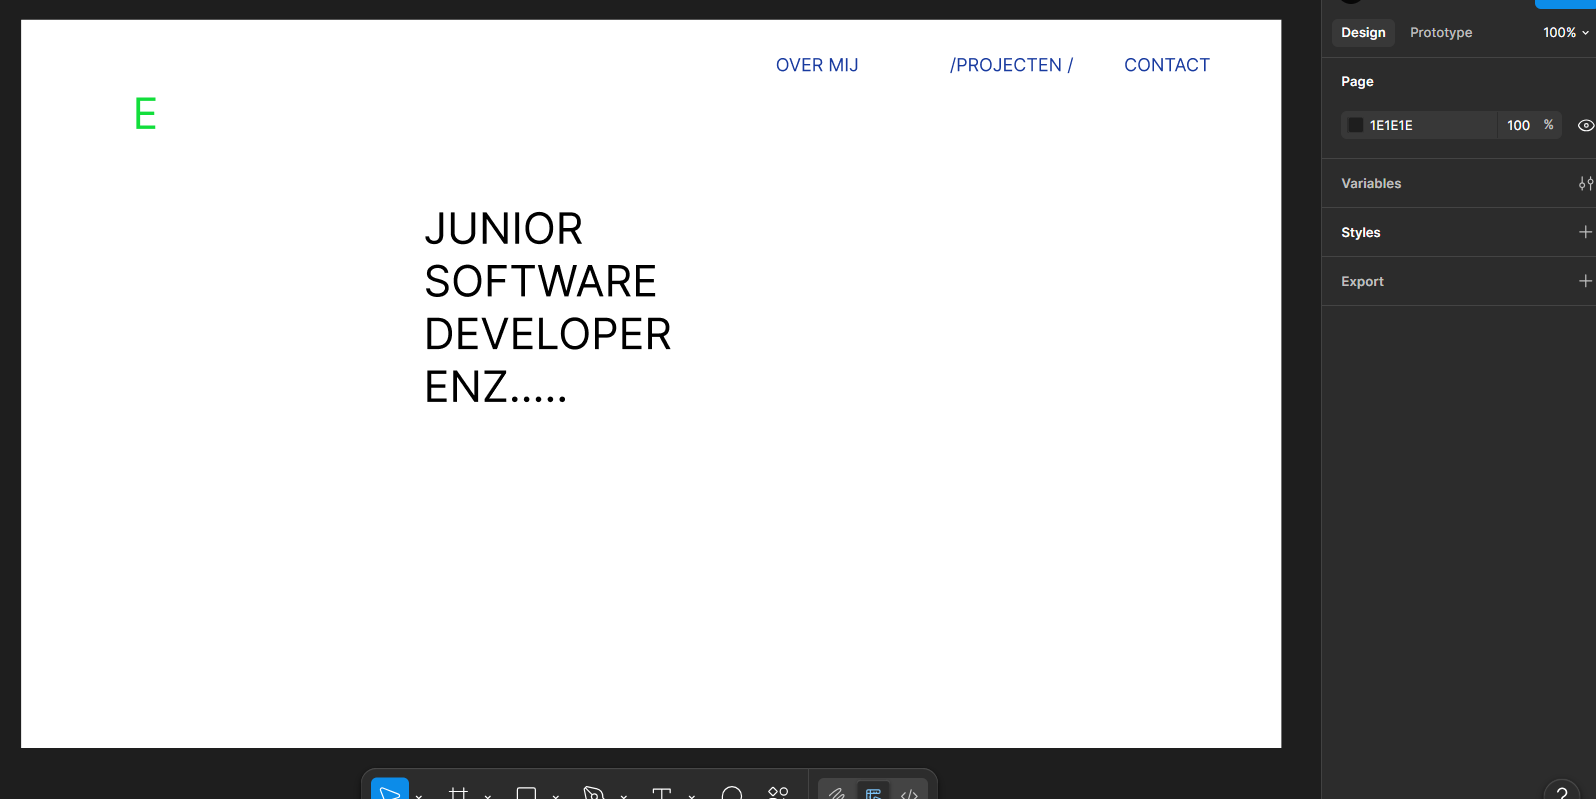 Design Prototype 100%
OVER MIJ /PROJECTEN / CONTACT
Page
E
1E1E1E 100 %
Variables
JUNIOR
SOFTWARE
DEVELOPER
ENZ.....
Styles
Export
?